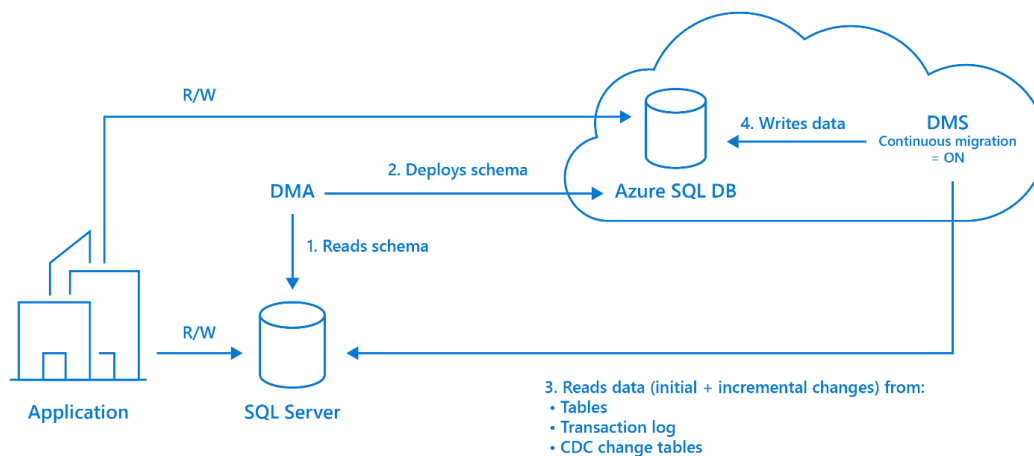 R/W
4. Writes data
DMS
Continuous migration
= ON
2. Deploys schema
DMA
Azure SQL DB
1. Reads schema
R/W
Application
SQL Server
3. Reads data (initial + incremental changes) from:
• Tables
• Transaction log
• CDC change tables